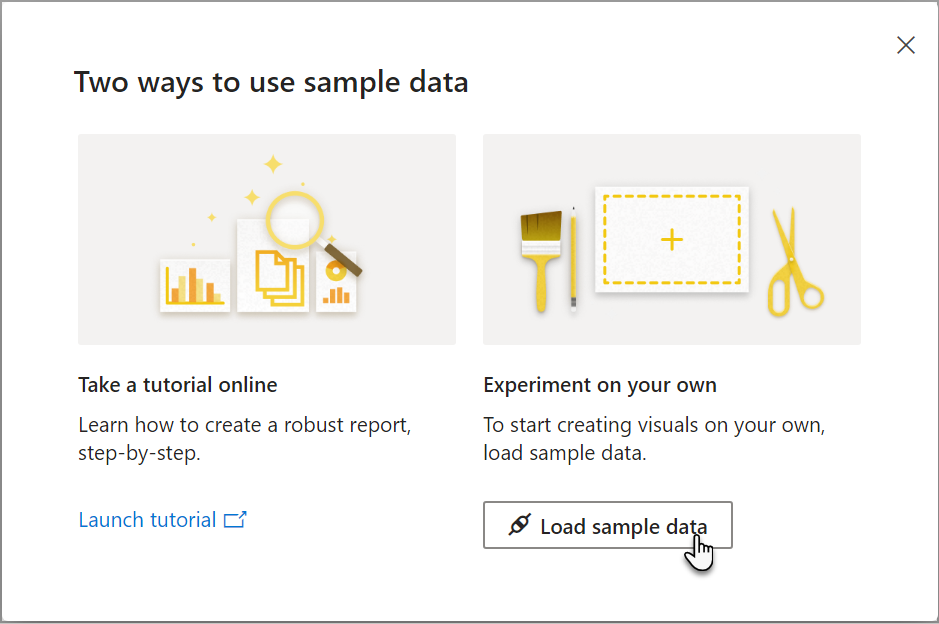 Two ways to use sample data
Take a tutorial online
Learn how to create a robust report,
step-by-step.
Launch tutorial
Experiment on your own
To start creating visuals on your own,
load sample data.
Load sample data